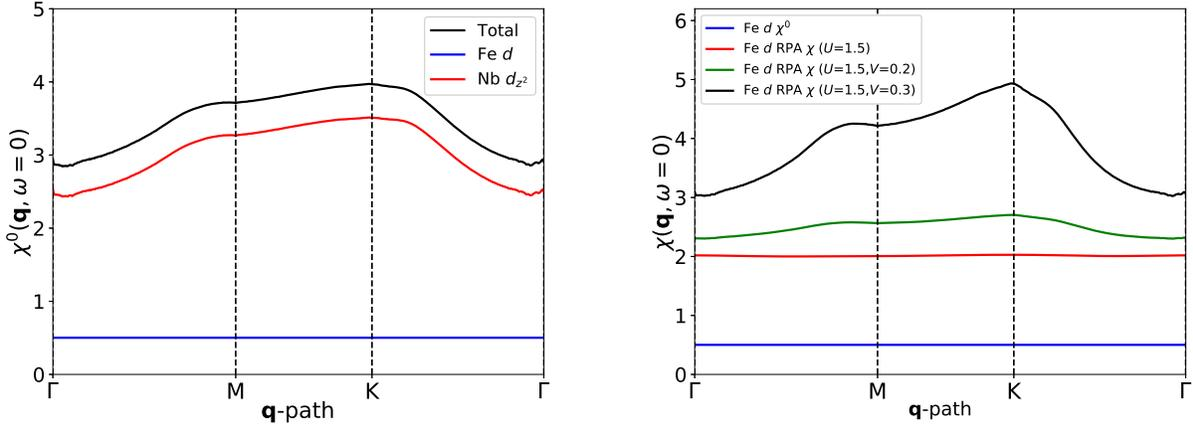 5
4
3
2
1
0
χ⁰(q, ω = 0)
Total
Fe d
Nb d_{z²}
Γ M K Γ
q-path
6
5
4
3
2
1
0
χ(q, ω = 0)
Fe d χ⁰
Fe d RPA χ (U=1.5)
Fe d RPA χ (U=1.5,V=0.2)
Fe d RPA χ (U=1.5,V=0.3)
Γ M K Γ
q-path